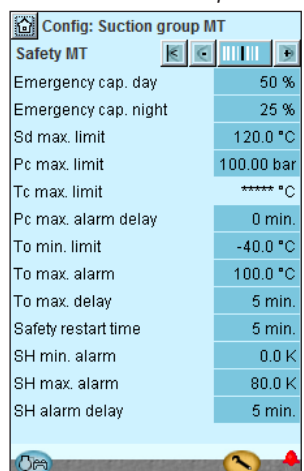 Config: Suction group MT
Safety MT
Emergency cap. day 50 %
Emergency cap. night 25 %
Sd max. limit 120.0 °C
Pc max. limit 100.00 bar
Tc max. limit ***** °C
Pc max. alarm delay 0 min.
To min. limit -40.0 °C
To max. alarm 100.0 °C
To max. delay 5 min.
Safety restart time 5 min.
SH min. alarm 0.0 K
SH max. alarm 80.0 K
SH alarm delay 5 min.